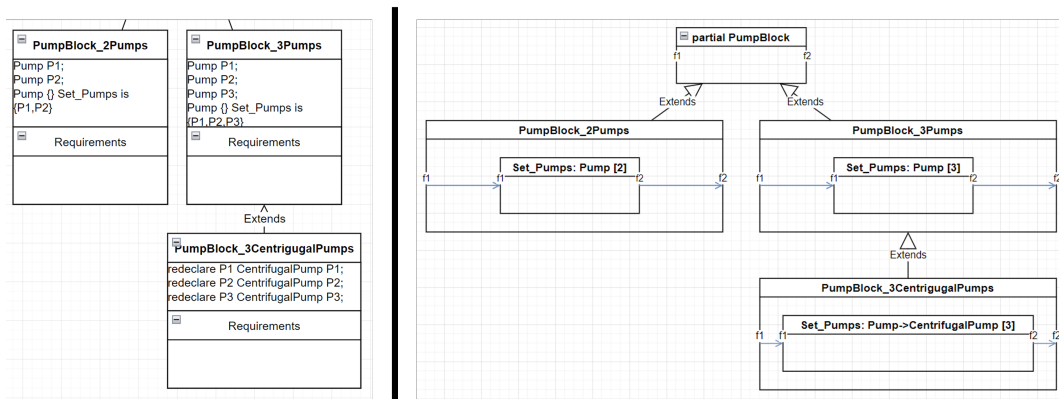 PumpBlock_2Pumps
Pump P1;
Pump P2;
Pump {} Set_Pumps is
{P1,P2}
Requirements
PumpBlock_3Pumps
Pump P1;
Pump P2;
Pump P3;
Pump {} Set_Pumps is
{P1,P2,P3}
Requirements
Extends
PumpBlock_3CentrigugalPumps
redeclare P1 CentrifugalPump P1;
redeclare P2 CentrifugalPump P2;
redeclare P3 CentrifugalPump P3;
Requirements
partial PumpBlock
f1 f2
Extends Extends
PumpBlock_2Pumps
Set_Pumps: Pump [2]
f1 f1 f2 f2
PumpBlock_3Pumps
Set_Pumps: Pump [3]
f1 f1 f2 f2
Extends
PumpBlock_3CentrigugalPumps
Set_Pumps: Pump->CentrifugalPump [3]
f1 f1 f2 f2